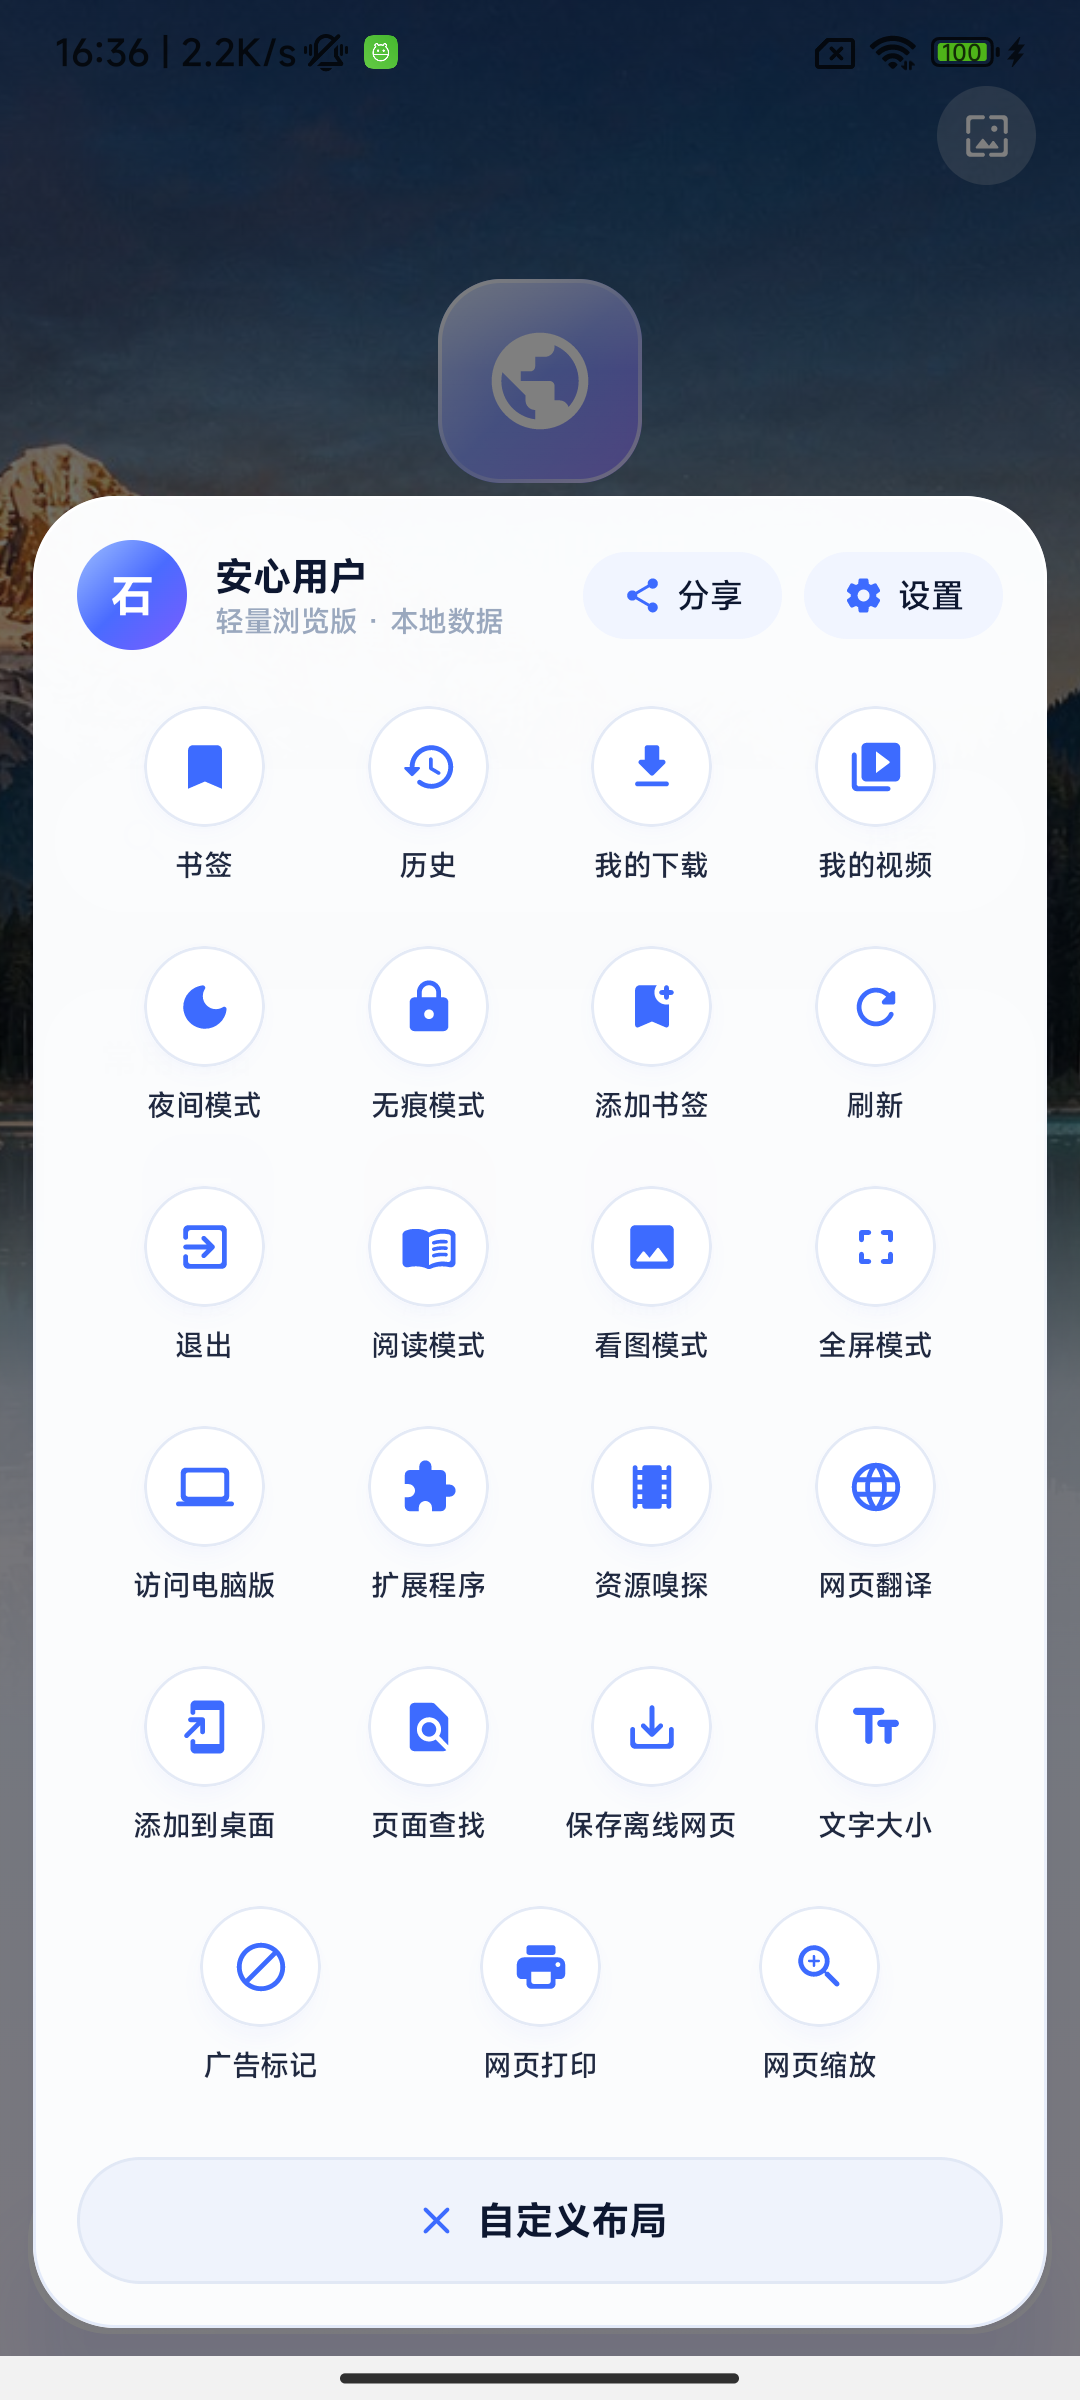 16:36 | 2.2K/s
100
石
安心用户
轻量浏览版 · 本地数据
分享
设置
书签
历史
我的下载
我的视频
夜间模式
无痕模式
添加书签
刷新
退出
阅读模式
看图模式
全屏模式
访问电脑版
扩展程序
资源嗅探
网页翻译
添加到桌面
页面查找
保存离线网页
文字大小
广告标记
网页打印
网页缩放
自定义布局